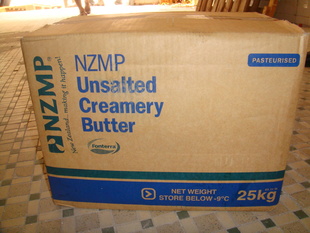 PASTEURISED
NZMP
New Zealand... making it happen!
NZMP
Unsalted
Creamery
Butter
Fonterra
NET WEIGHT
STORE BELOW -9°C
25kg